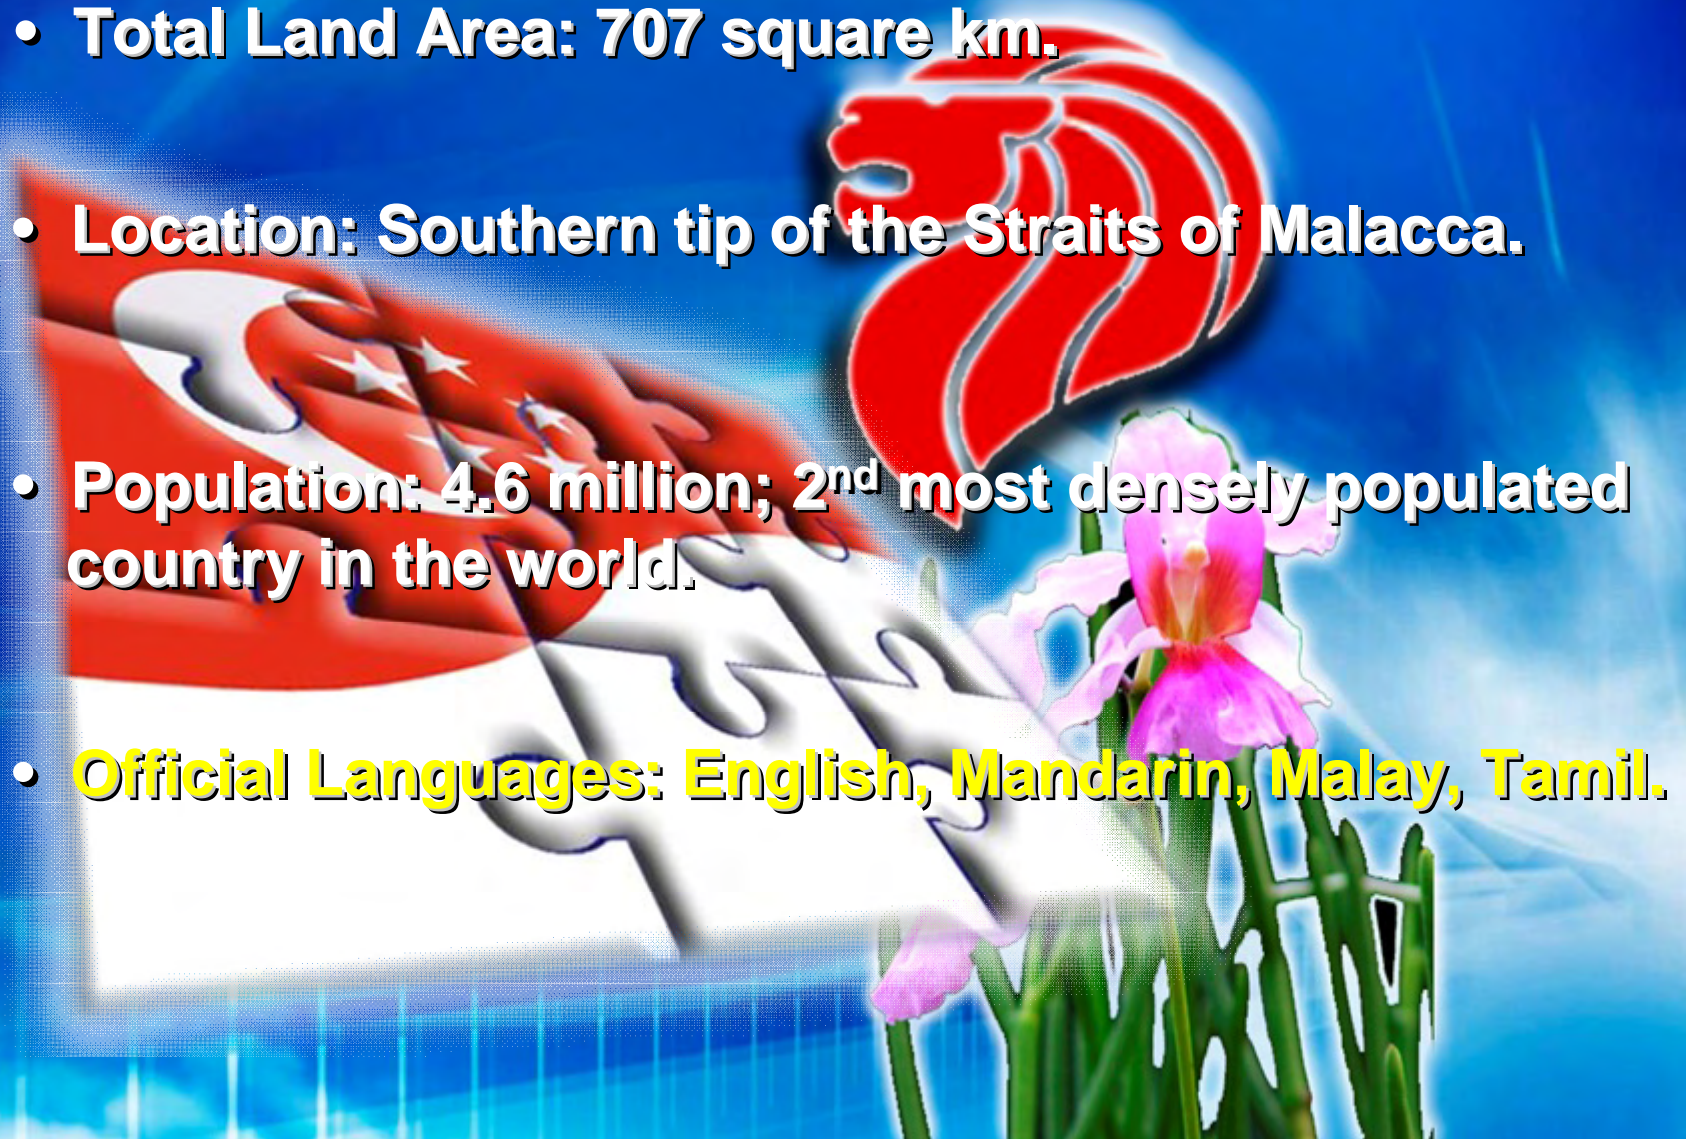 • Total Land Area: 707 square km.
• Location: Southern tip of the Straits of Malacca.
• Population: 4.6 million; 2nd most densely populated
country in the world.
• Official Languages: English, Mandarin, Malay, Tamil.